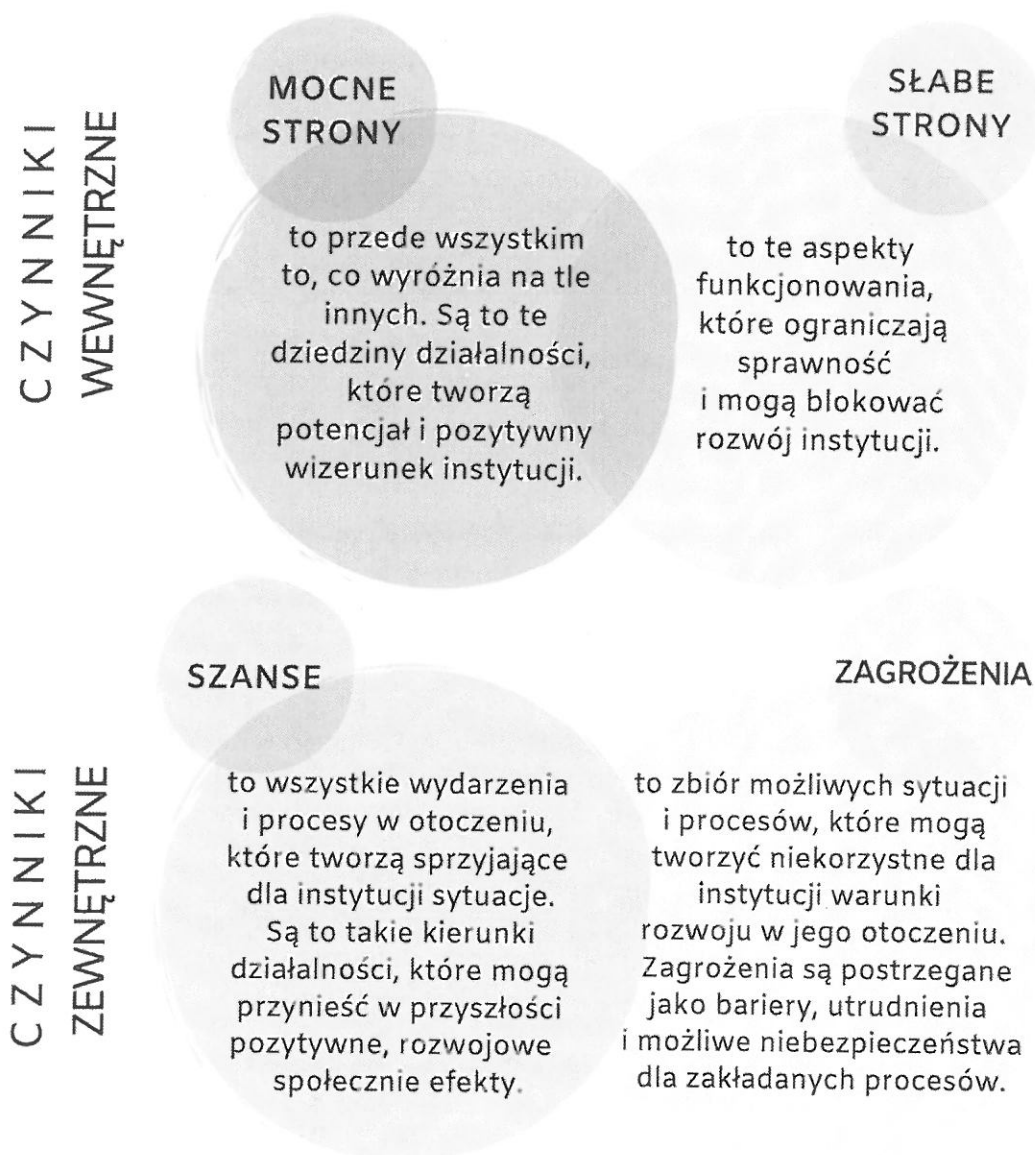 CZYNNIKI
WEWNĘTRZNE
MOCNE
STRONY
to przede wszystkim
to, co wyróżnia na tle
innych. Są to te
dziedziny działalności,
które tworzą
potencjał i pozytywny
wizerunek instytucji.
SŁABE
STRONY
to te aspekty
funkcjonowania,
które ograniczają
sprawność
i mogą blokować
rozwój instytucji.
CZYNNIKI
ZEWNĘTRZNE
SZANSE
to wszystkie wydarzenia
i procesy w otoczeniu,
które tworzą sprzyjające
dla instytucji sytuacje.
Są to takie kierunki
działalności, które mogą
przynieść w przyszłości
pozytywne, rozwojowe
społecznie efekty.
ZAGROŻENIA
to zbiór możliwych sytuacji
i procesów, które mogą
tworzyć niekorzystne dla
instytucji warunki
rozwoju w jego otoczeniu.
Zagrożenia są postrzegane
jako bariery, utrudnienia
i możliwe niebezpieczeństwa
dla zakładanych procesów.